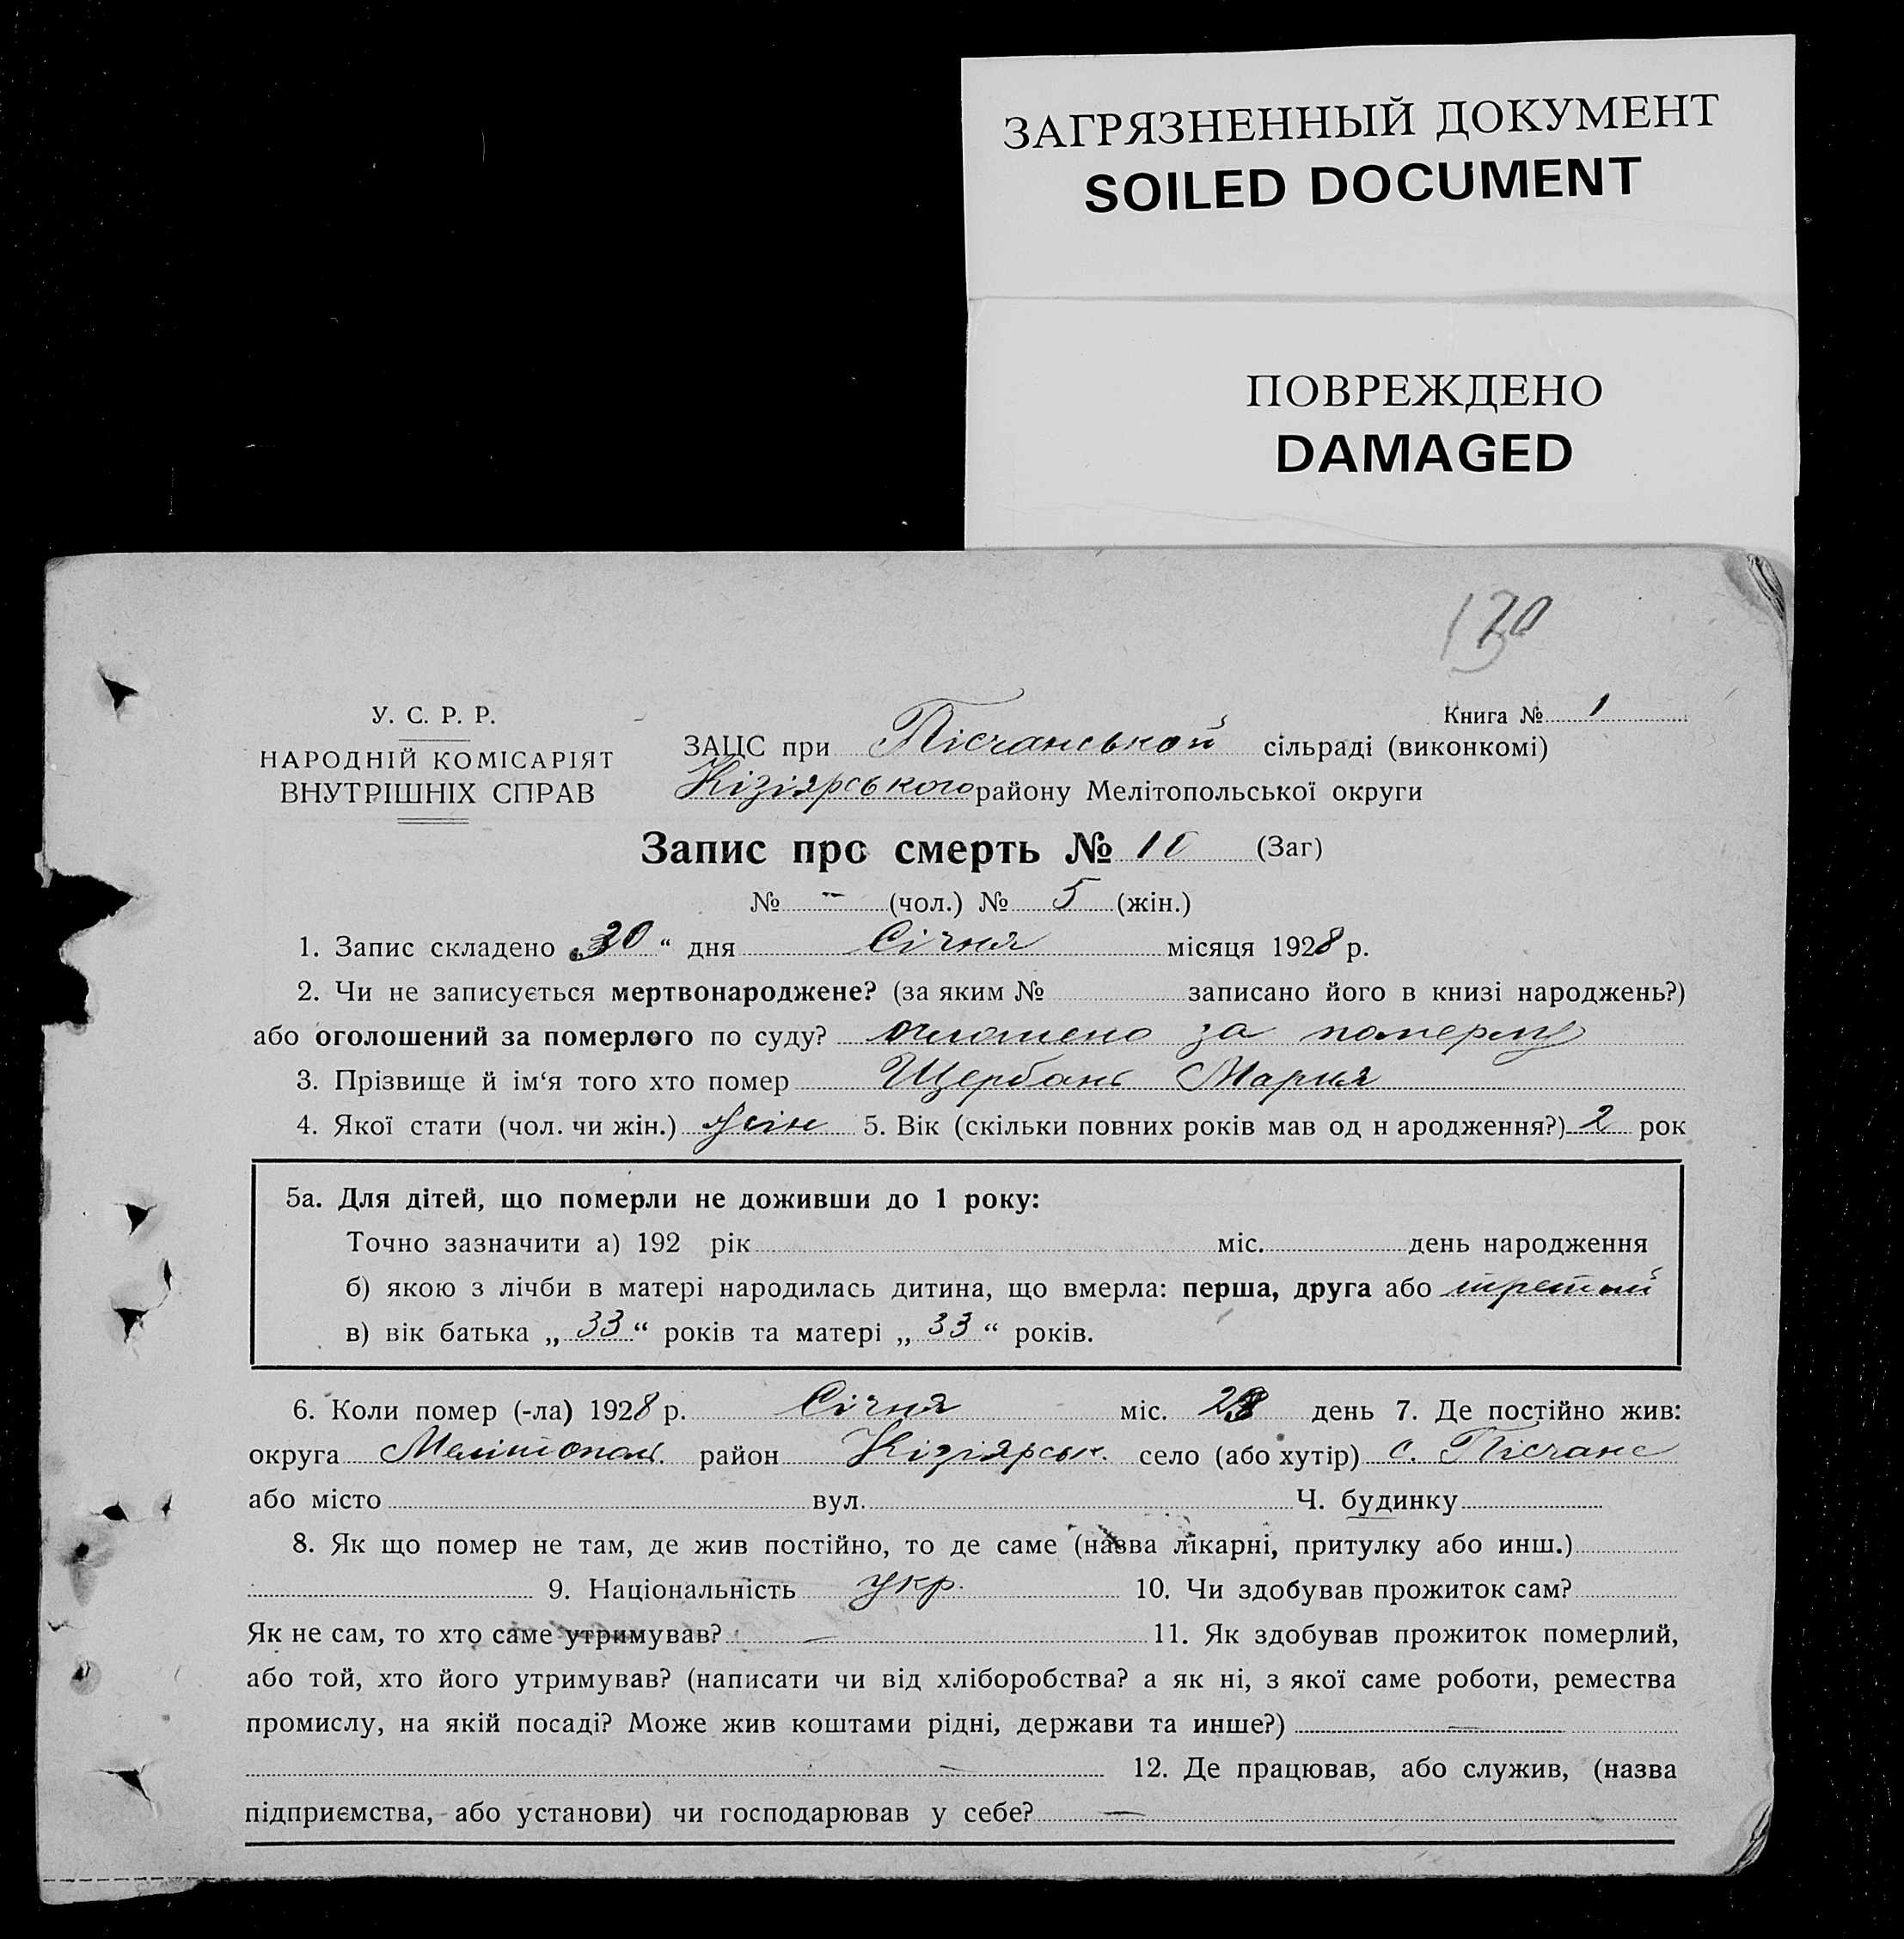 ЗАГРЯЗНЕННЫЙ ДОКУМЕНТ
SOILED DOCUMENT
ПОВРЕЖДЕНО
DAMAGED
У. С. Р. Р.
НАРОДНІЙ КОМІСАРІЯТ
ВНУТРІШНІХ СПРАВ
Книга № 1
ЗАЦС при Пісчанськой сільраді (виконкомі)
Кізіярського району Мелітопольської округи
Запис про смерть № 10 (Заг)
№ - (чол.) № 5 (жін.)
1. Запис складено „30“ дня Січня місяця 1928 р.
2. Чи не записується мертвонароджене? (за яким № записано його в книзі народжень?)
або оголошений за померлого по суду? за
3. Прізвище й ім‘я того хто помер Щербань Мария
4. Якої стати (чол. чи жін.) жін 5. Вік (скільки повних років мав од н ародження?) 2 рок
5а. Для дітей, що померли не доживши до 1 року:
Точно зазначити а) 192 рік міс. день народження
б) якою з лічби в матері народилась дитина, що вмерла: перша, друга або третий
в) вік батька „ 33 “ років та матері „ 33 “ років.
6. Коли помер (-ла) 1928 р. Січня міс. 28 день 7. Де постійно жив:
округа Мелітополь. район Кізіярськ. село (або хутір) с. Пісчане
або місто вул. Ч. будинку
8. Як що помер не там, де жив постійно, то де саме (назва лікарні, притулку або инш.)
9. Національність укр. 10. Чи здобував прожиток сам?
Як не сам, то хто саме утримував? — 11. Як здобував прожиток померлий,
або той, хто його утримував? (написати чи від хліборобства? а як ні, з якої саме роботи, ремества
промислу, на якій посаді? Може жив коштами рідні, держави та инше?) —
— 12. Де працював, або служив, (назва
підприємства, або установи) чи господарював у себе? —